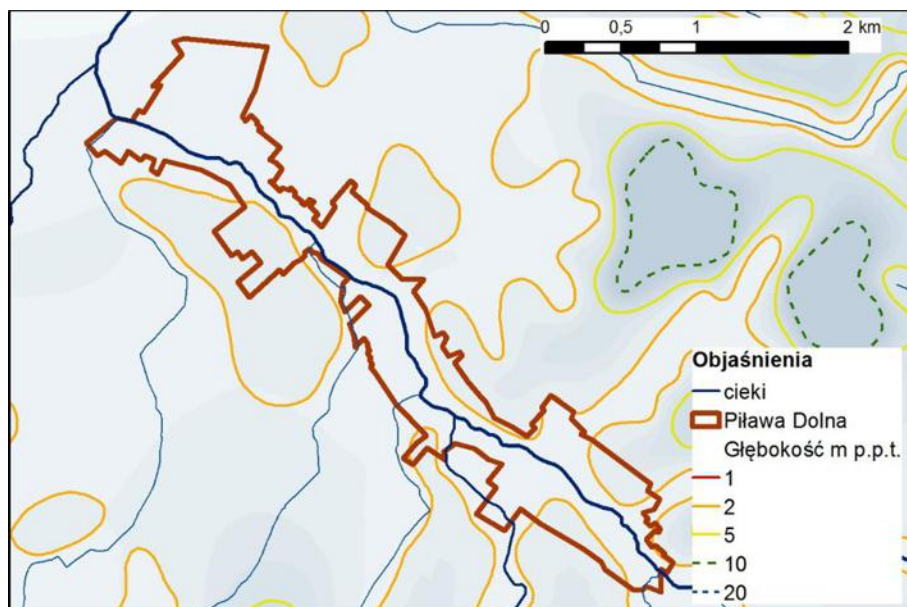 0 0,5 1 2 km
Objaśnienia
cieki
Piława Dolna
Głębokość m p.p.t.
1
2
5
10
20